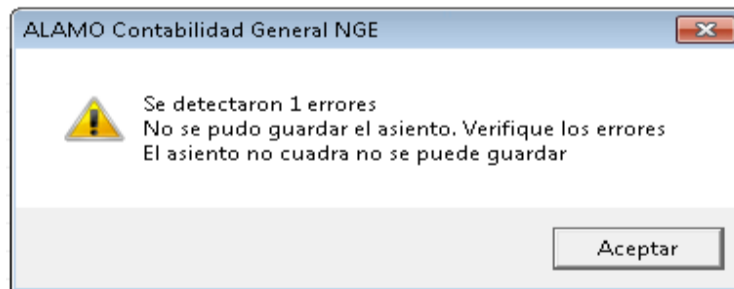 ALAMO Contabilidad General NGE
Se detectaron 1 errores
No se pudo guardar el asiento. Verifique los errores
El asiento no cuadra no se puede guardar
Aceptar